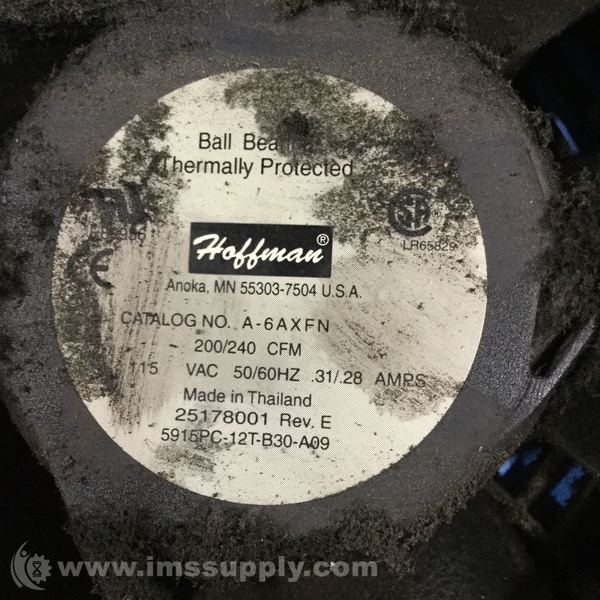 Ball
Thermally Protected
Hoffman®
LR65829
Anoka, MN 55303-7504 U.S.A.
CATALOG NO. A-6AXFN
200/240 CFM
115 VAC 50/60HZ .31/.28 AMPS
Made in Thailand
25178001 Rev. E
5915PC-12T-B30-A09
www.imssupply.com